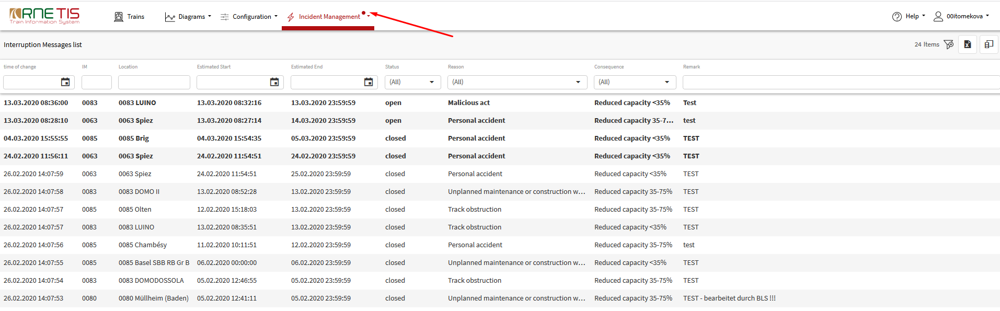 RNE TIS
Train Information System
Trains
Diagrams
Configuration
Incident Management
Help
00itomekova
Interruption Messages list
24 Items
time of change IM Location Estimated Start Estimated End Status Reason Consequence Remark
(All) (All) (All)
13.03.2020 08:36:00 0083 0083 LUINO 13.03.2020 08:32:16 13.03.2020 23:59:59 open Malicious act Reduced capacity <35% Test
13.03.2020 08:28:10 0063 0063 Spiez 13.03.2020 08:27:14 14.03.2020 23:59:59 open Personal accident Reduced capacity 35-7... test
04.03.2020 15:55:55 0085 0085 Brig 04.03.2020 15:54:35 05.03.2020 23:59:59 closed Personal accident Reduced capacity <35% TEST
24.02.2020 11:56:11 0063 0063 Spiez 24.02.2020 11:54:51 24.02.2020 23:59:59 closed Personal accident Reduced capacity <35% TEST
26.02.2020 14:07:59 0063 0063 Spiez 24.02.2020 11:54:51 25.02.2020 23:59:59 closed Personal accident Reduced capacity <35% TEST
26.02.2020 14:07:58 0083 0083 DOMO II 13.02.2020 08:52:28 13.02.2020 23:59:59 closed Unplanned maintenance or construction w... Reduced capacity 35-75% TEST
26.02.2020 14:07:57 0085 0085 Olten 12.02.2020 15:18:03 13.02.2020 23:59:59 closed Track obstruction Reduced capacity 35-75% TEST
26.02.2020 14:07:57 0083 0083 LUINO 13.02.2020 08:35:51 13.02.2020 23:59:59 closed Track obstruction Reduced capacity <35% TEST
26.02.2020 14:07:56 0085 0085 Chambésy 11.02.2020 10:11:51 12.02.2020 23:59:59 closed Personal accident Reduced capacity 35-75% test
26.02.2020 14:07:55 0085 0085 Basel SBB RB Gr B 06.02.2020 00:00:00 06.02.2020 23:59:59 closed Unplanned maintenance or construction w... Reduced capacity <35% TEST
26.02.2020 14:07:54 0083 0083 DOMODOSSOLA 05.02.2020 12:46:55 05.02.2020 23:59:59 closed Track obstruction Reduced capacity 35-75% TEST
26.02.2020 14:07:53 0080 0080 Müllheim (Baden) 05.02.2020 12:41:11 05.02.2020 23:59:59 closed Unplanned maintenance or construction w... Reduced capacity 35-75% TEST - bearbeitet durch BLS !!!